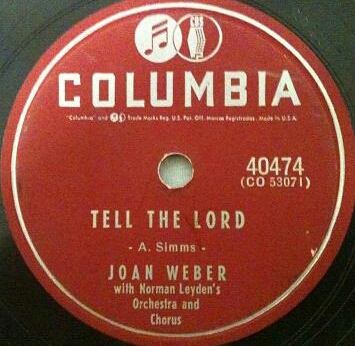 COLUMBIA
"Columbia" and Trade Marks Reg. U.S. Pat. Off. Marcas Registradas. Made in U.S.A.
40474
(CO 53071)
TELL THE LORD
- A. Simms -
JOAN WEBER
with Norman Leyden's
Orchestra and
Chorus